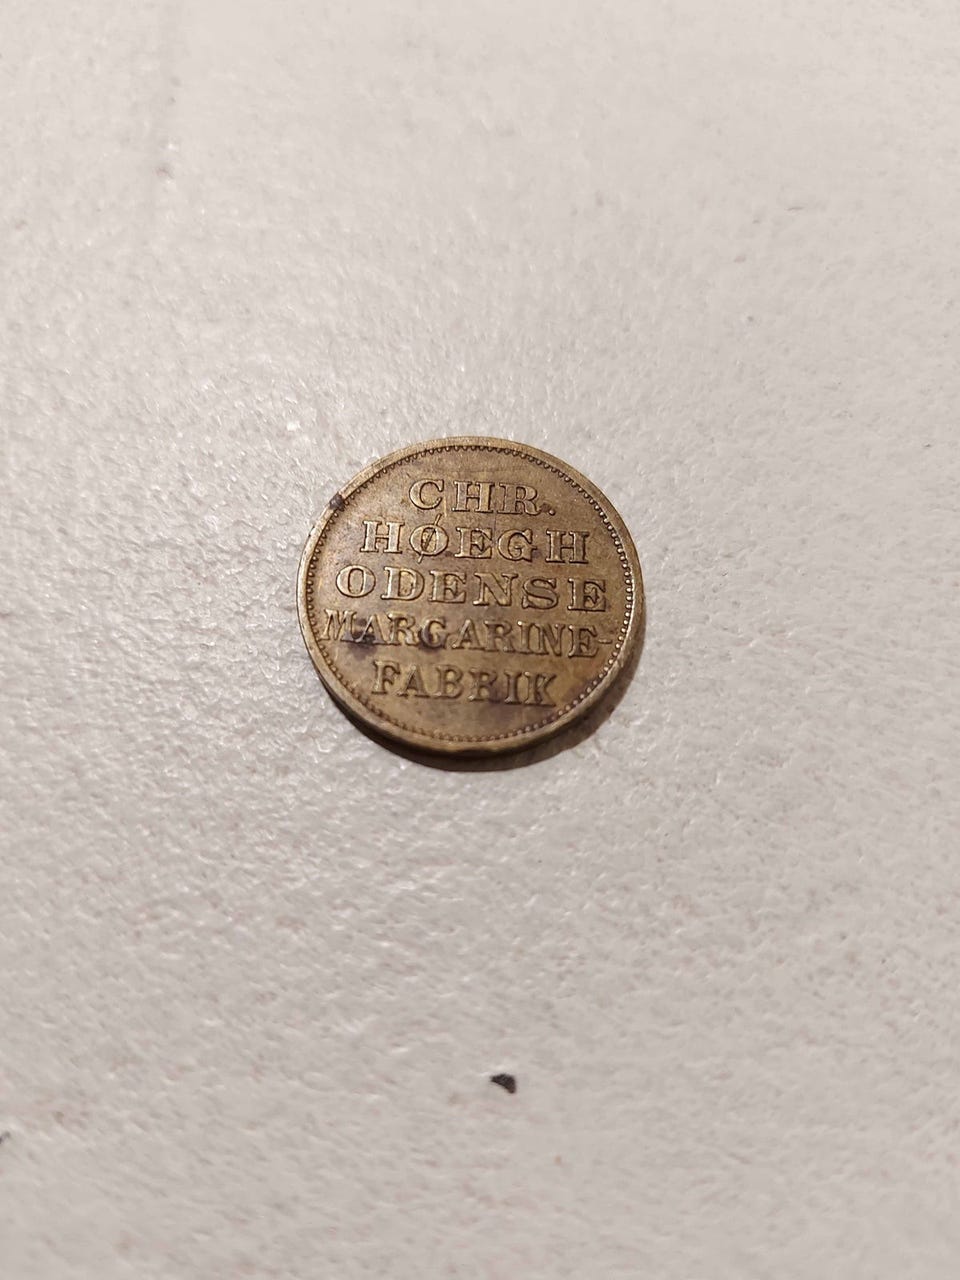 CHR.
HØEGH
ODENSE
MARGARINE-
FABRIK